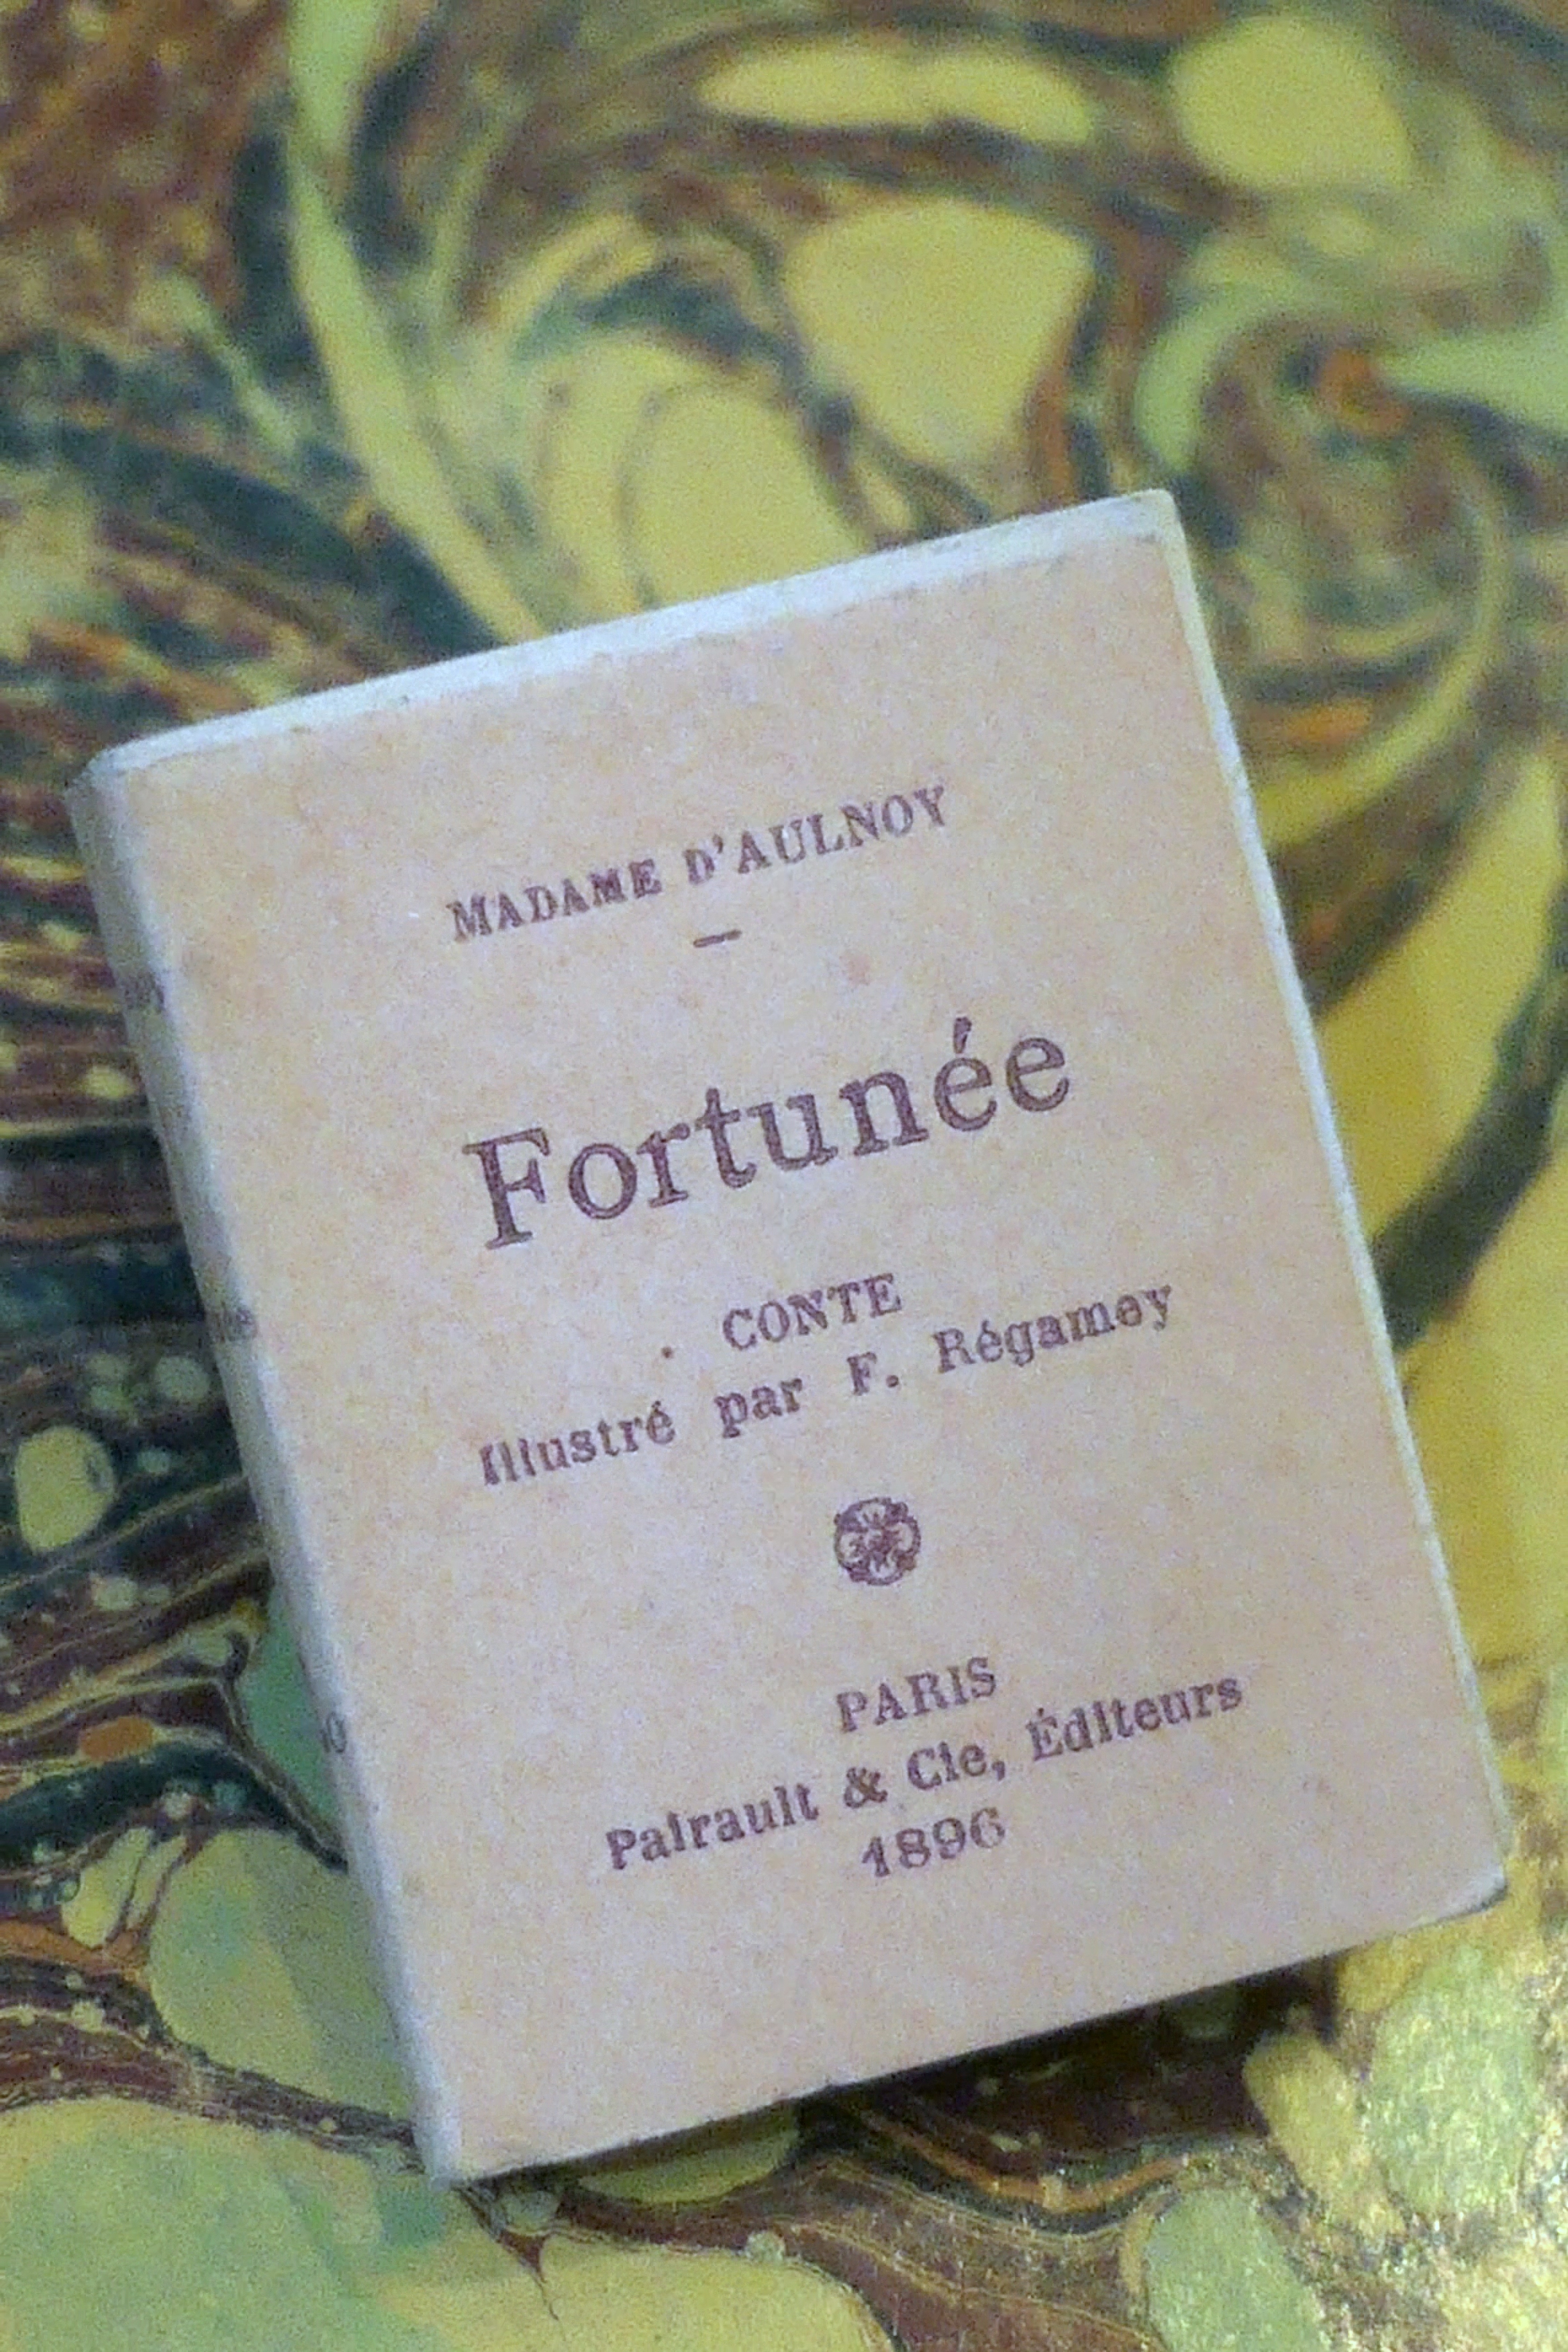 MADAME D'AULNOY
Fortunée
CONTE
Illustré par F. Régamey
PARIS
Pairault & Cie, Éditeurs
1896